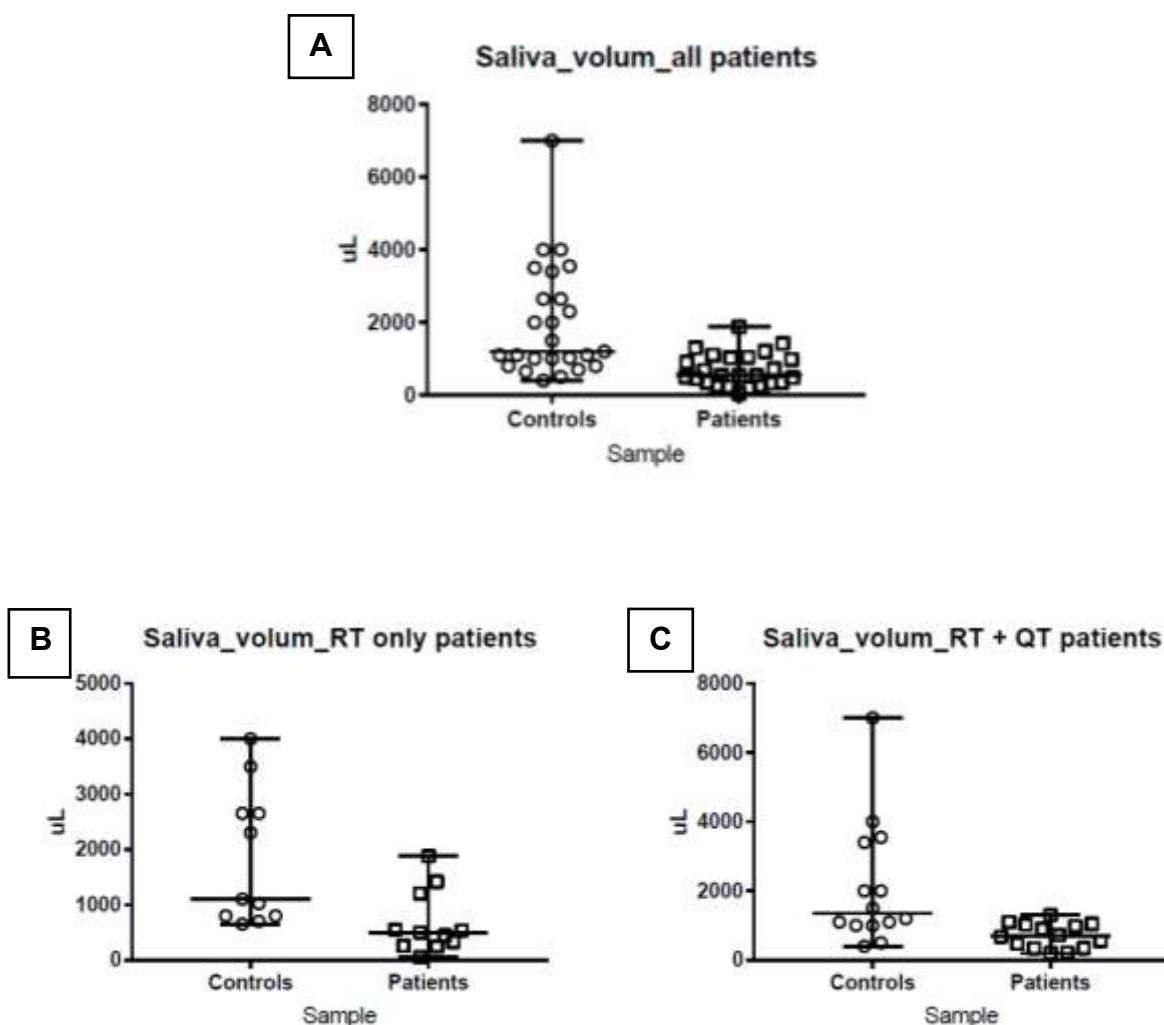 A
Saliva_volum_all patients
8000
6000
4000
2000
0
uL
Controls Patients
Sample
B
Saliva_volum_RT only patients
5000
4000
3000
2000
1000
0
uL
Controls Patients
Sample
C
Saliva_volum_RT + QT patients
8000
6000
4000
2000
0
uL
Controls Patients
Sample